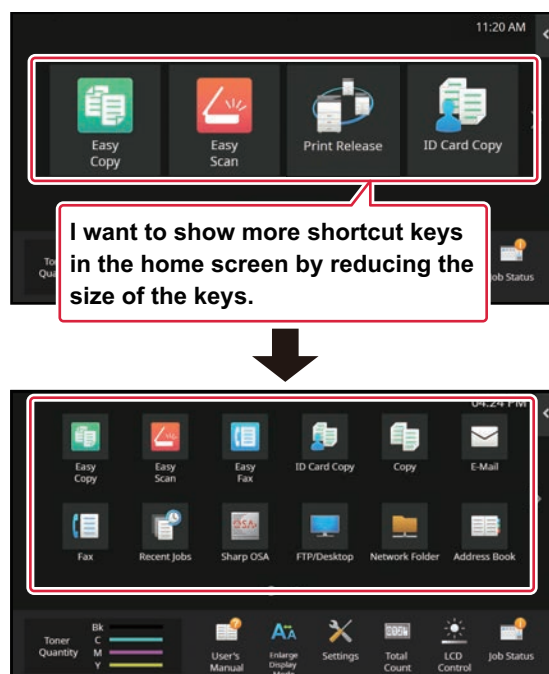 11:20 AM
Easy
Copy
Easy
Scan
Print Release
ID Card Copy
I want to show more shortcut keys
in the home screen by reducing the
size of the keys.
Job Status
04:24 PM
Easy
Copy
Easy
Scan
Easy
Fax
ID Card Copy
Copy
E-Mail
Fax
Recent Jobs
Sharp OSA
FTP/Desktop
Network Folder
Address Book
Toner
Quantity
Bk
C
M
Y
User's
Manual
Enlarge
Display
Mode
Settings
Total
Count
LCD
Control
Job Status